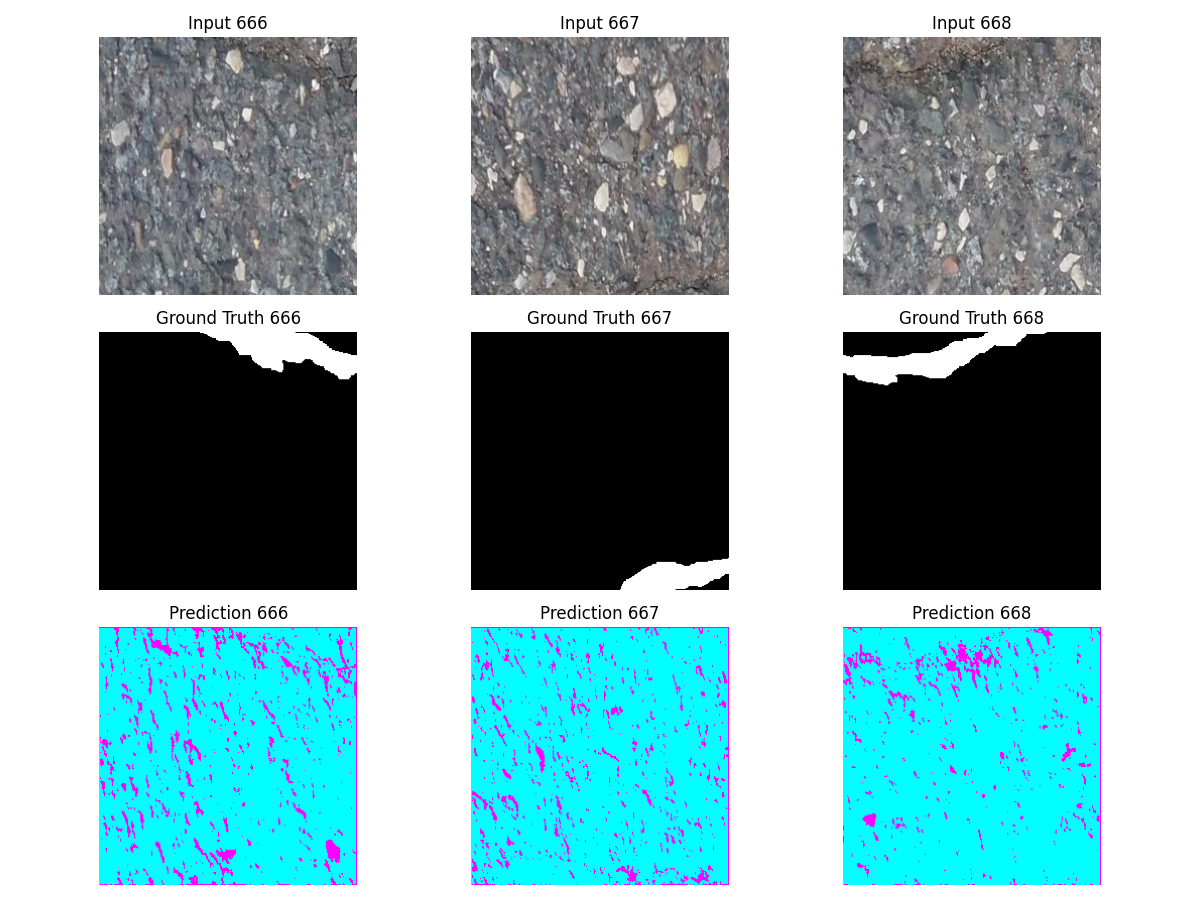 Input 666
Input 667
Input 668
Ground Truth 666
Ground Truth 667
Ground Truth 668
Prediction 666
Prediction 667
Prediction 668